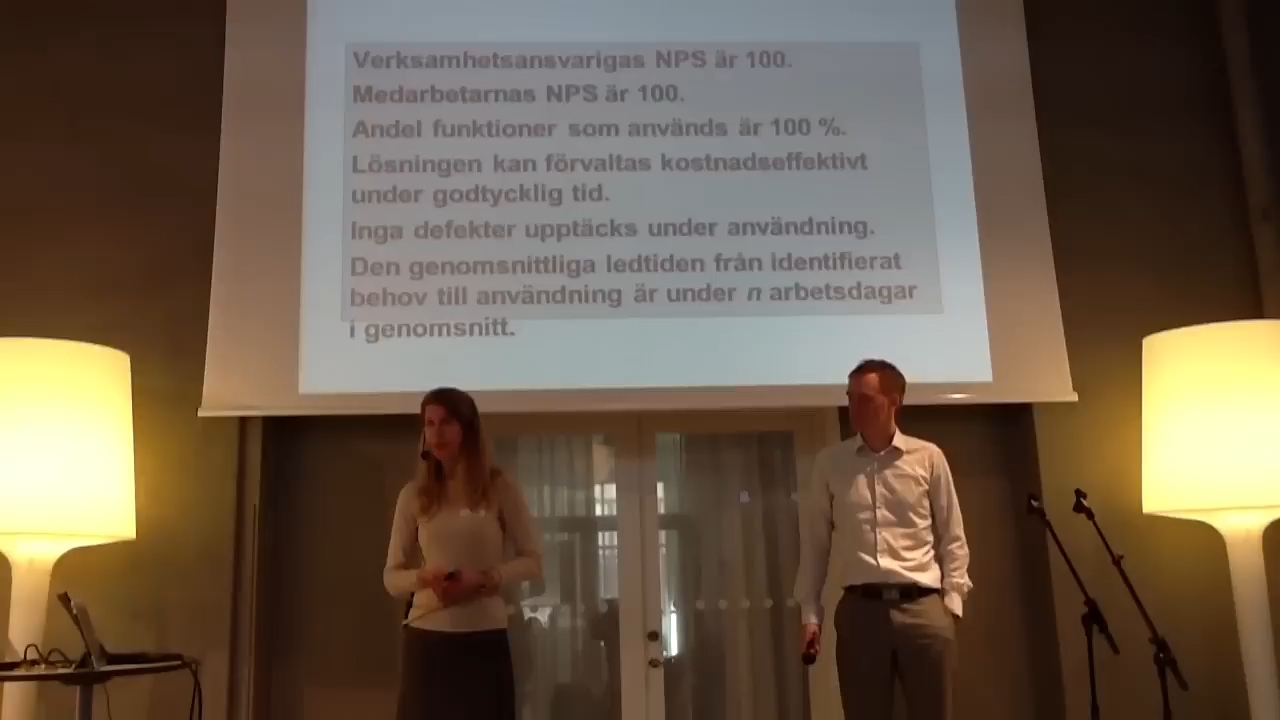 Verksamhetsansvarigas NPS är 100.
Medarbetarnas NPS är 100.
Andel funktioner som används är 100 %.
Lösningen kan förvaltas kostnadseffektivt
under godtycklig tid.
Inga defekter upptäcks under användning.
Den genomsnittliga ledtiden från identifierat
behov till användning är under n arbetsdagar
i genomsnitt.